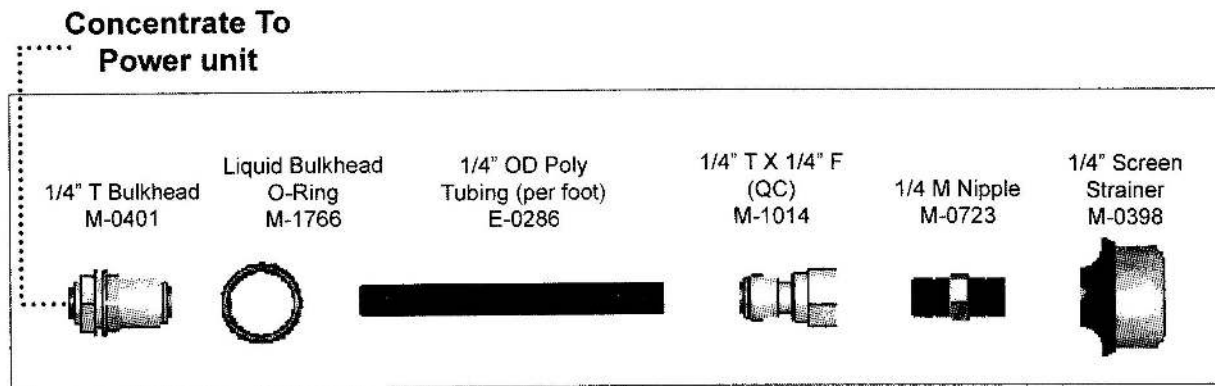 Concentrate To
Power unit
1/4" T Bulkhead
M-0401
Liquid Bulkhead
O-Ring
M-1766
1/4" OD Poly
Tubing (per foot)
E-0286
1/4" T X 1/4" F
(QC)
M-1014
1/4 M Nipple
M-0723
1/4" Screen
Strainer
M-0398